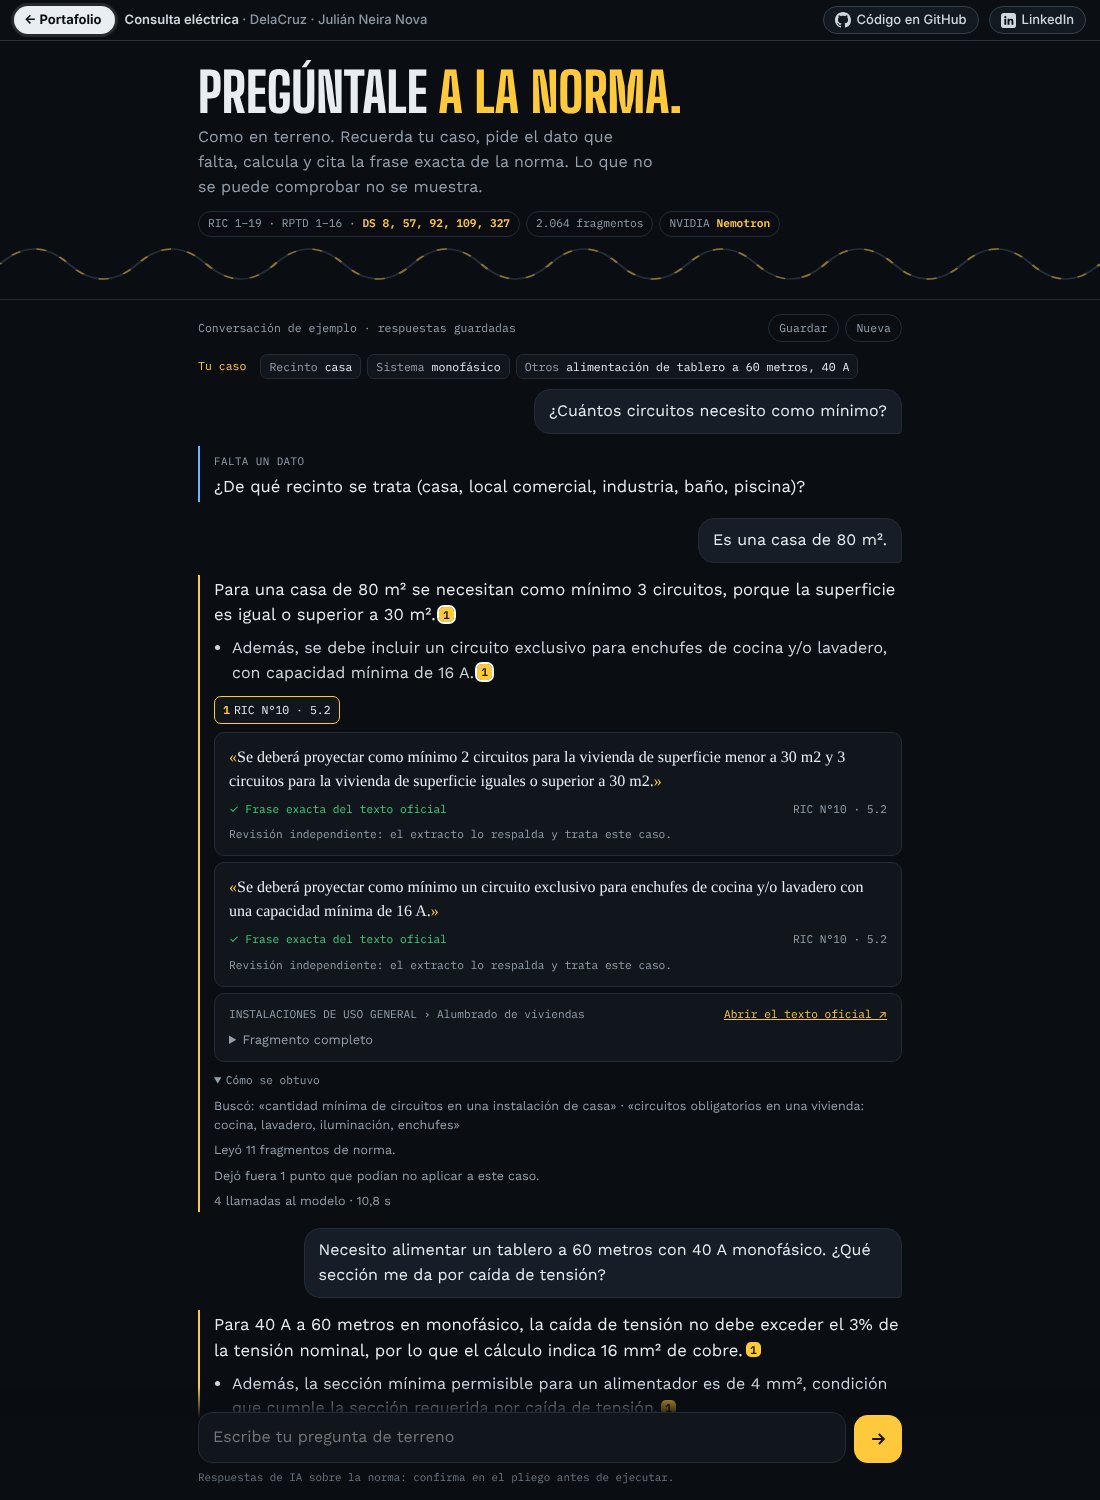 ← Portafolio Consulta eléctrica · DelaCruz · Julián Neira Nova Código en GitHub LinkedIn
PREGÚNTALE A LA NORMA.
Como en terreno. Recuerda tu caso, pide el dato que
falta, calcula y cita la frase exacta de la norma. Lo que no
se puede comprobar no se muestra.
RIC 1–19 · RPTD 1–16 · DS 8, 57, 92, 109, 327 2.064 fragmentos NVIDIA Nemotron
Conversación de ejemplo · respuestas guardadas Guardar Nueva
Tu caso Recinto casa Sistema monofásico Otros alimentación de tablero a 60 metros, 40 A
¿Cuántos circuitos necesito como mínimo?
FALTA UN DATO
¿De qué recinto se trata (casa, local comercial, industria, baño, piscina)?
Es una casa de 80 m².
Para una casa de 80 m² se necesitan como mínimo 3 circuitos, porque la superficie
es igual o superior a 30 m². 1
• Además, se debe incluir un circuito exclusivo para enchufes de cocina y/o lavadero,
con capacidad mínima de 16 A. 1
1 RIC N°10 · 5.2
«Se deberá proyectar como mínimo 2 circuitos para la vivienda de superficie menor a 30 m2 y 3
circuitos para la vivienda de superficie iguales o superior a 30 m2.»
✓ Frase exacta del texto oficial RIC N°10 · 5.2
Revisión independiente: el extracto lo respalda y trata este caso.
«Se deberá proyectar como mínimo un circuito exclusivo para enchufes de cocina y/o lavadero con
una capacidad mínima de 16 A.»
✓ Frase exacta del texto oficial RIC N°10 · 5.2
Revisión independiente: el extracto lo respalda y trata este caso.
INSTALACIONES DE USO GENERAL › Alumbrado de viviendas Abrir el texto oficial ↗
▶ Fragmento completo
▼ Cómo se obtuvo
Buscó: «cantidad mínima de circuitos en una instalación de casa» · «circuitos obligatorios en una vivienda:
cocina, lavadero, iluminación, enchufes»
Leyó 11 fragmentos de norma.
Dejó fuera 1 punto que podían no aplicar a este caso.
4 llamadas al modelo · 10,8 s
Necesito alimentar un tablero a 60 metros con 40 A monofásico. ¿Qué
sección me da por caída de tensión?
Para 40 A a 60 metros en monofásico, la caída de tensión no debe exceder el 3% de
la tensión nominal, por lo que el cálculo indica 16 mm² de cobre. 1
• Además, la sección mínima permisible para un alimentador es de 4 mm², condición
que cumple la sección requerida por caída de tensión. 1
Escribe tu pregunta de terreno →
Respuestas de IA sobre la norma: confirma en el pliego antes de ejecutar.